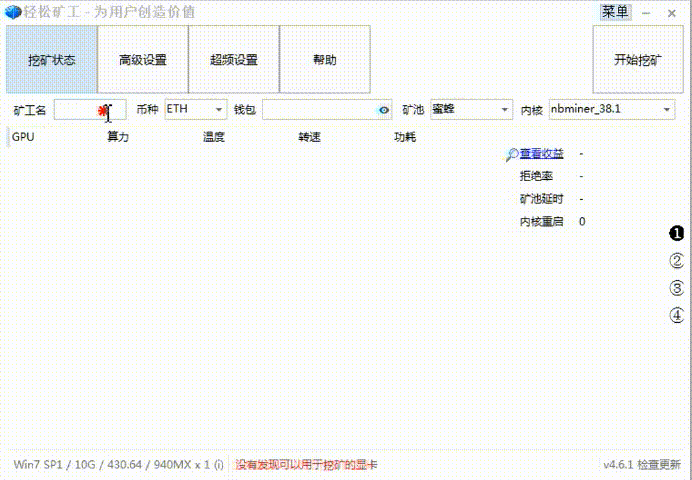 轻松矿工 - 为用户创造价值 菜单
挖矿状态 高级设置 超频设置 帮助 开始挖矿
矿工名 币种 ETH 钱包 矿池 蜜蜂 内核 nbminer_38.1
GPU 算力 温度 转速 功耗
查看收益 -
拒绝率 -
矿池延时 -
内核重启 0
❶
②
③
④
Win7 SP1 / 10G / 430.64 / 940MX x 1 (i) 没有发现可以用于挖矿的显卡 v4.6.1 检查更新